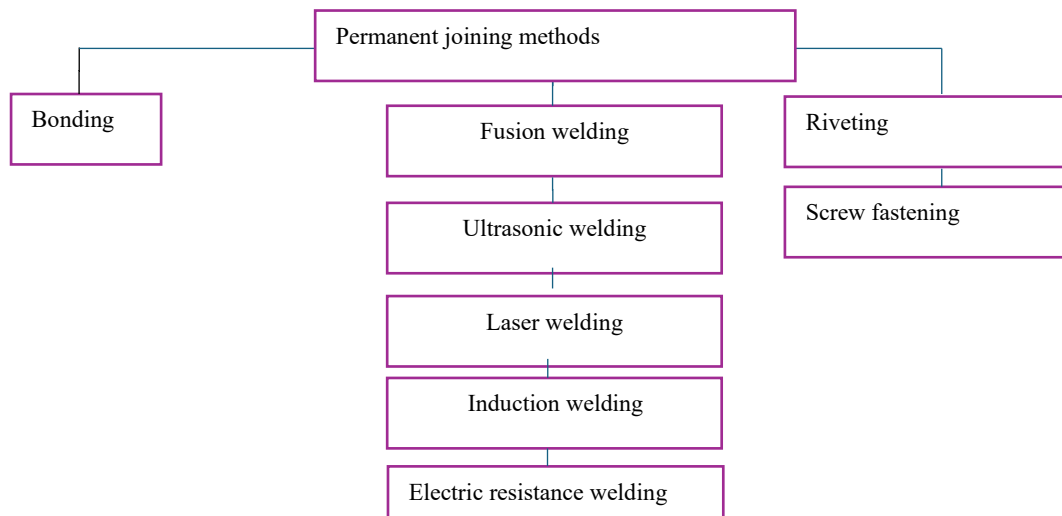 Permanent joining methods
Bonding
Fusion welding
Riveting
Ultrasonic welding
Screw fastening
Laser welding
Induction welding
Electric resistance welding